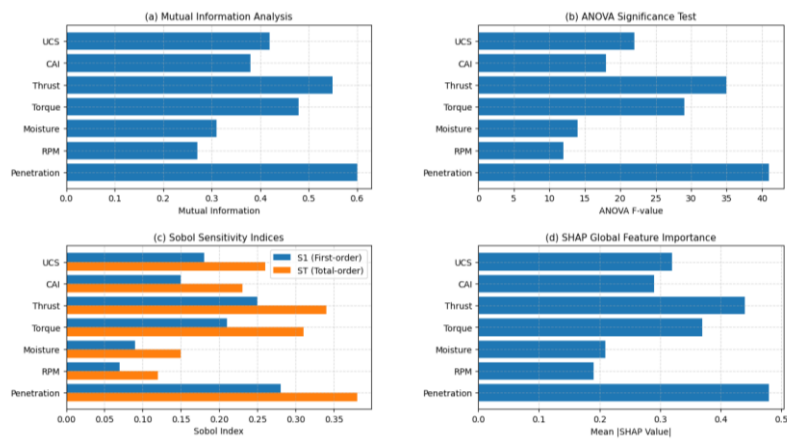 (a) Mutual Information Analysis
UCS
CAI
Thrust
Torque
Moisture
RPM
Penetration
0.0 0.1 0.2 0.3 0.4 0.5 0.6
Mutual Information
(b) ANOVA Significance Test
UCS
CAI
Thrust
Torque
Moisture
RPM
Penetration
0 5 10 15 20 25 30 35 40
ANOVA F-value
(c) Sobol Sensitivity Indices
S1 (First-order)
ST (Total-order)
UCS
CAI
Thrust
Torque
Moisture
RPM
Penetration
0.00 0.05 0.10 0.15 0.20 0.25 0.30 0.35
Sobol Index
(d) SHAP Global Feature Importance
UCS
CAI
Thrust
Torque
Moisture
RPM
Penetration
0.0 0.1 0.2 0.3 0.4 0.5
Mean |SHAP Value|